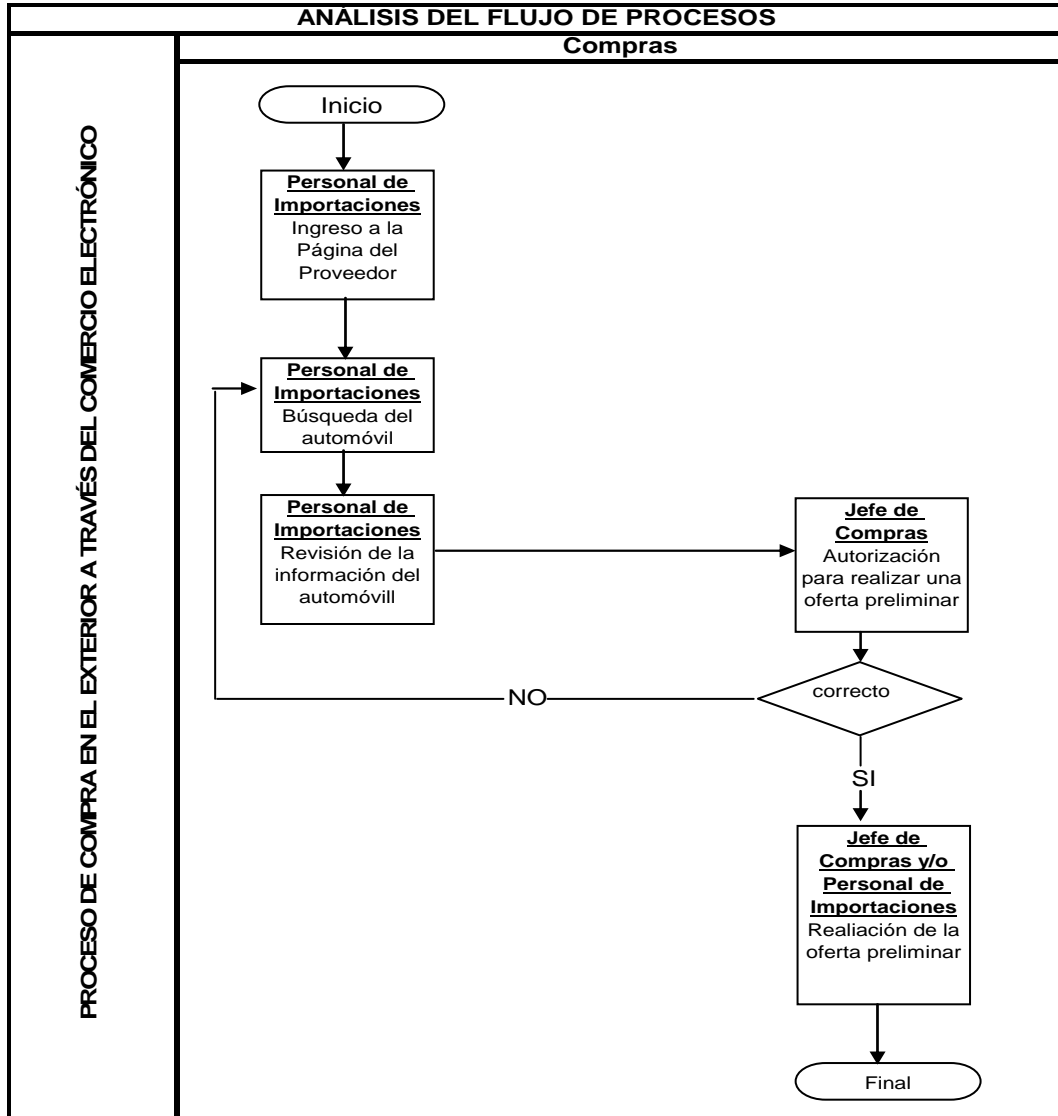 ANÁLISIS DEL FLUJO DE PROCESOS
Compras
PROCESO DE COMPRA EN EL EXTERIOR A TRAVÉS DEL COMERCIO ELECTRÓNICO
Inicio
Personal de
Importaciones
Ingreso a la
Página del
Proveedor
Personal de
Importaciones
Búsqueda del
automóvil
Personal de
Importaciones
Revisión de la
información del
automóvill
Jefe de
Compras
Autorización
para realizar una
oferta preliminar
correcto
NO
SI
Jefe de
Compras y/o
Personal de
Importaciones
Realiación de la
oferta preliminar
Final